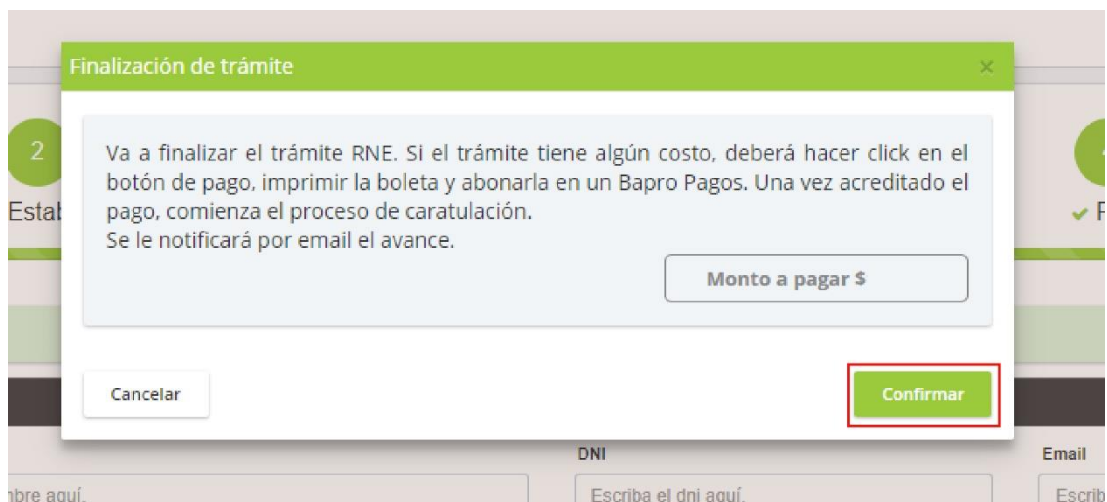 Finalización de trámite
×
2
Va a finalizar el trámite RNE. Si el trámite tiene algún costo, deberá hacer click en el
botón de pago, imprimir la boleta y abonarla en un Bapro Pagos. Una vez acreditado el
pago, comienza el proceso de caratulación.
Se le notificará por email el avance.
Monto a pagar $
Cancelar
Confirmar
DNI
Email
aquí.
Escriba el dni aquí.